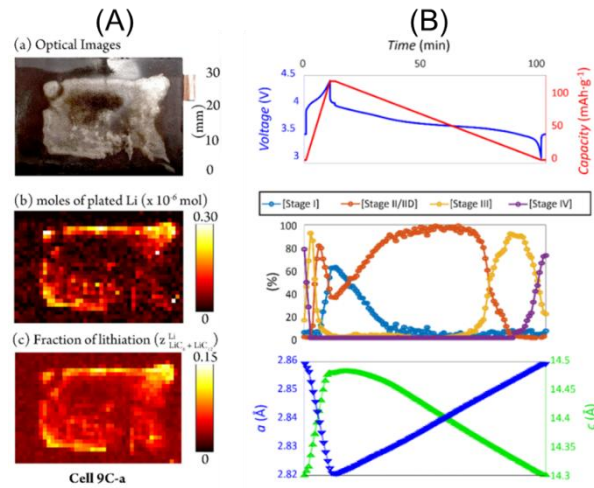 (A)
(a) Optical Images
30
20
10
0
(mm)
(b) moles of plated Li (x 10⁻⁶ mol)
0.30
0
(c) Fraction of lithiation (z
0.15
0
Cell 9C-a
(B)
Time (min)
0 50 100
Voltage (V)
4.5
4
3.5
3
Capacity (mAh·g⁻¹)
100
50
0
[Stage I] [Stage II/IID] [Stage III] [Stage IV]
(%)
100
80
60
40
20
0
a (Å)
2.86
2.85
2.84
2.83
2.82
c (Å)
14.5
14.45
14.4
14.35
14.3